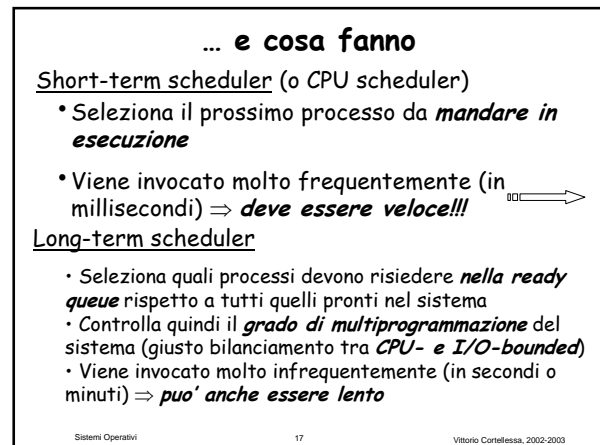 … e cosa fanno
Short-term scheduler (o CPU scheduler)
• Seleziona il prossimo processo da mandare in
esecuzione
• Viene invocato molto frequentemente (in
millisecondi) ⇒ deve essere veloce!!!
Long-term scheduler
• Seleziona quali processi devono risiedere nella ready
queue rispetto a tutti quelli pronti nel sistema
• Controlla quindi il grado di multiprogrammazione del
sistema (giusto bilanciamento tra CPU- e I/O-bounded)
• Viene invocato molto infrequentemente (in secondi o
minuti) ⇒ puo' anche essere lento
Sistemi Operativi 17 Vittorio Cortellessa, 2002-2003